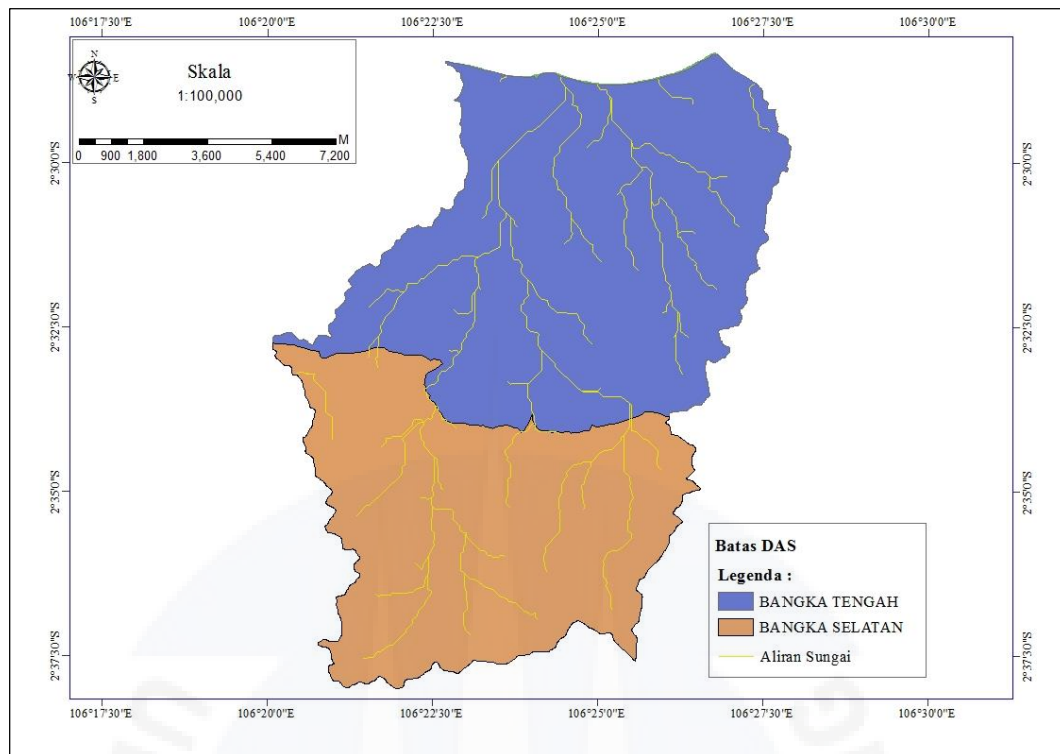 106°17'30"E 106°20'0"E 106°22'30"E 106°25'0"E 106°27'30"E 106°30'0"E
N
W E
S
Skala
1:100,000
M
0 900 1,800 3,600 5,400 7,200
2°30'0"S 2°30'0"S
2°32'30"S 2°32'30"S
2°35'0"S 2°35'0"S
2°37'30"S 2°37'30"S
Batas DAS
Legenda :
BANGKA TENGAH
BANGKA SELATAN
Aliran Sungai
106°17'30"E 106°20'0"E 106°22'30"E 106°25'0"E 106°27'30"E 106°30'0"E